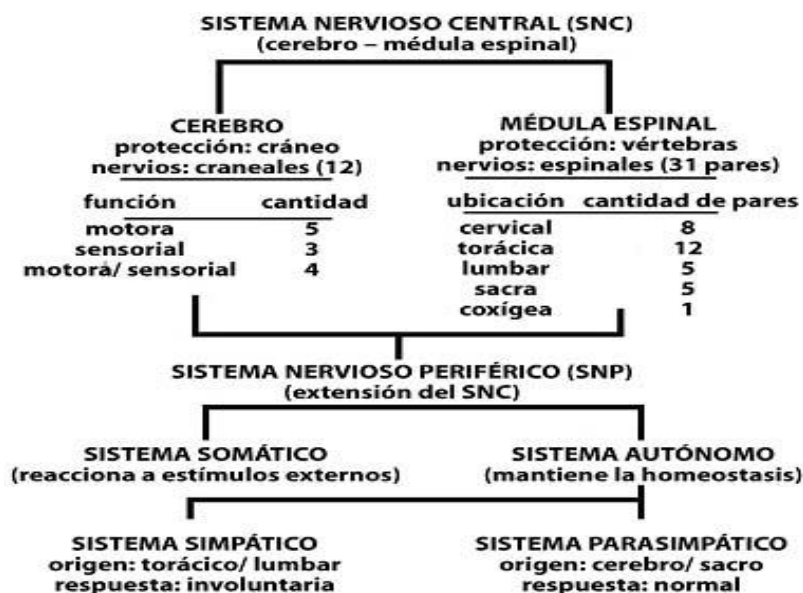 SISTEMA NERVIOSO CENTRAL (SNC)
(cerebro – médula espinal)
CEREBRO
protección: cráneo
nervios: craneales (12)
función cantidad
motora 5
sensorial 3
motora/ sensorial 4
MÉDULA ESPINAL
protección: vértebras
nervios: espinales (31 pares)
ubicación cantidad de pares
cervical 8
torácica 12
lumbar 5
sacra 5
coxígea 1
SISTEMA NERVIOSO PERIFÉRICO (SNP)
(extensión del SNC)
SISTEMA SOMÁTICO
(reacciona a estímulos externos)
SISTEMA AUTÓNOMO
(mantiene la homeostasis)
SISTEMA SIMPÁTICO
origen: torácico/ lumbar
respuesta: involuntaria
SISTEMA PARASIMPÁTICO
origen: cerebro/ sacro
respuesta: normal